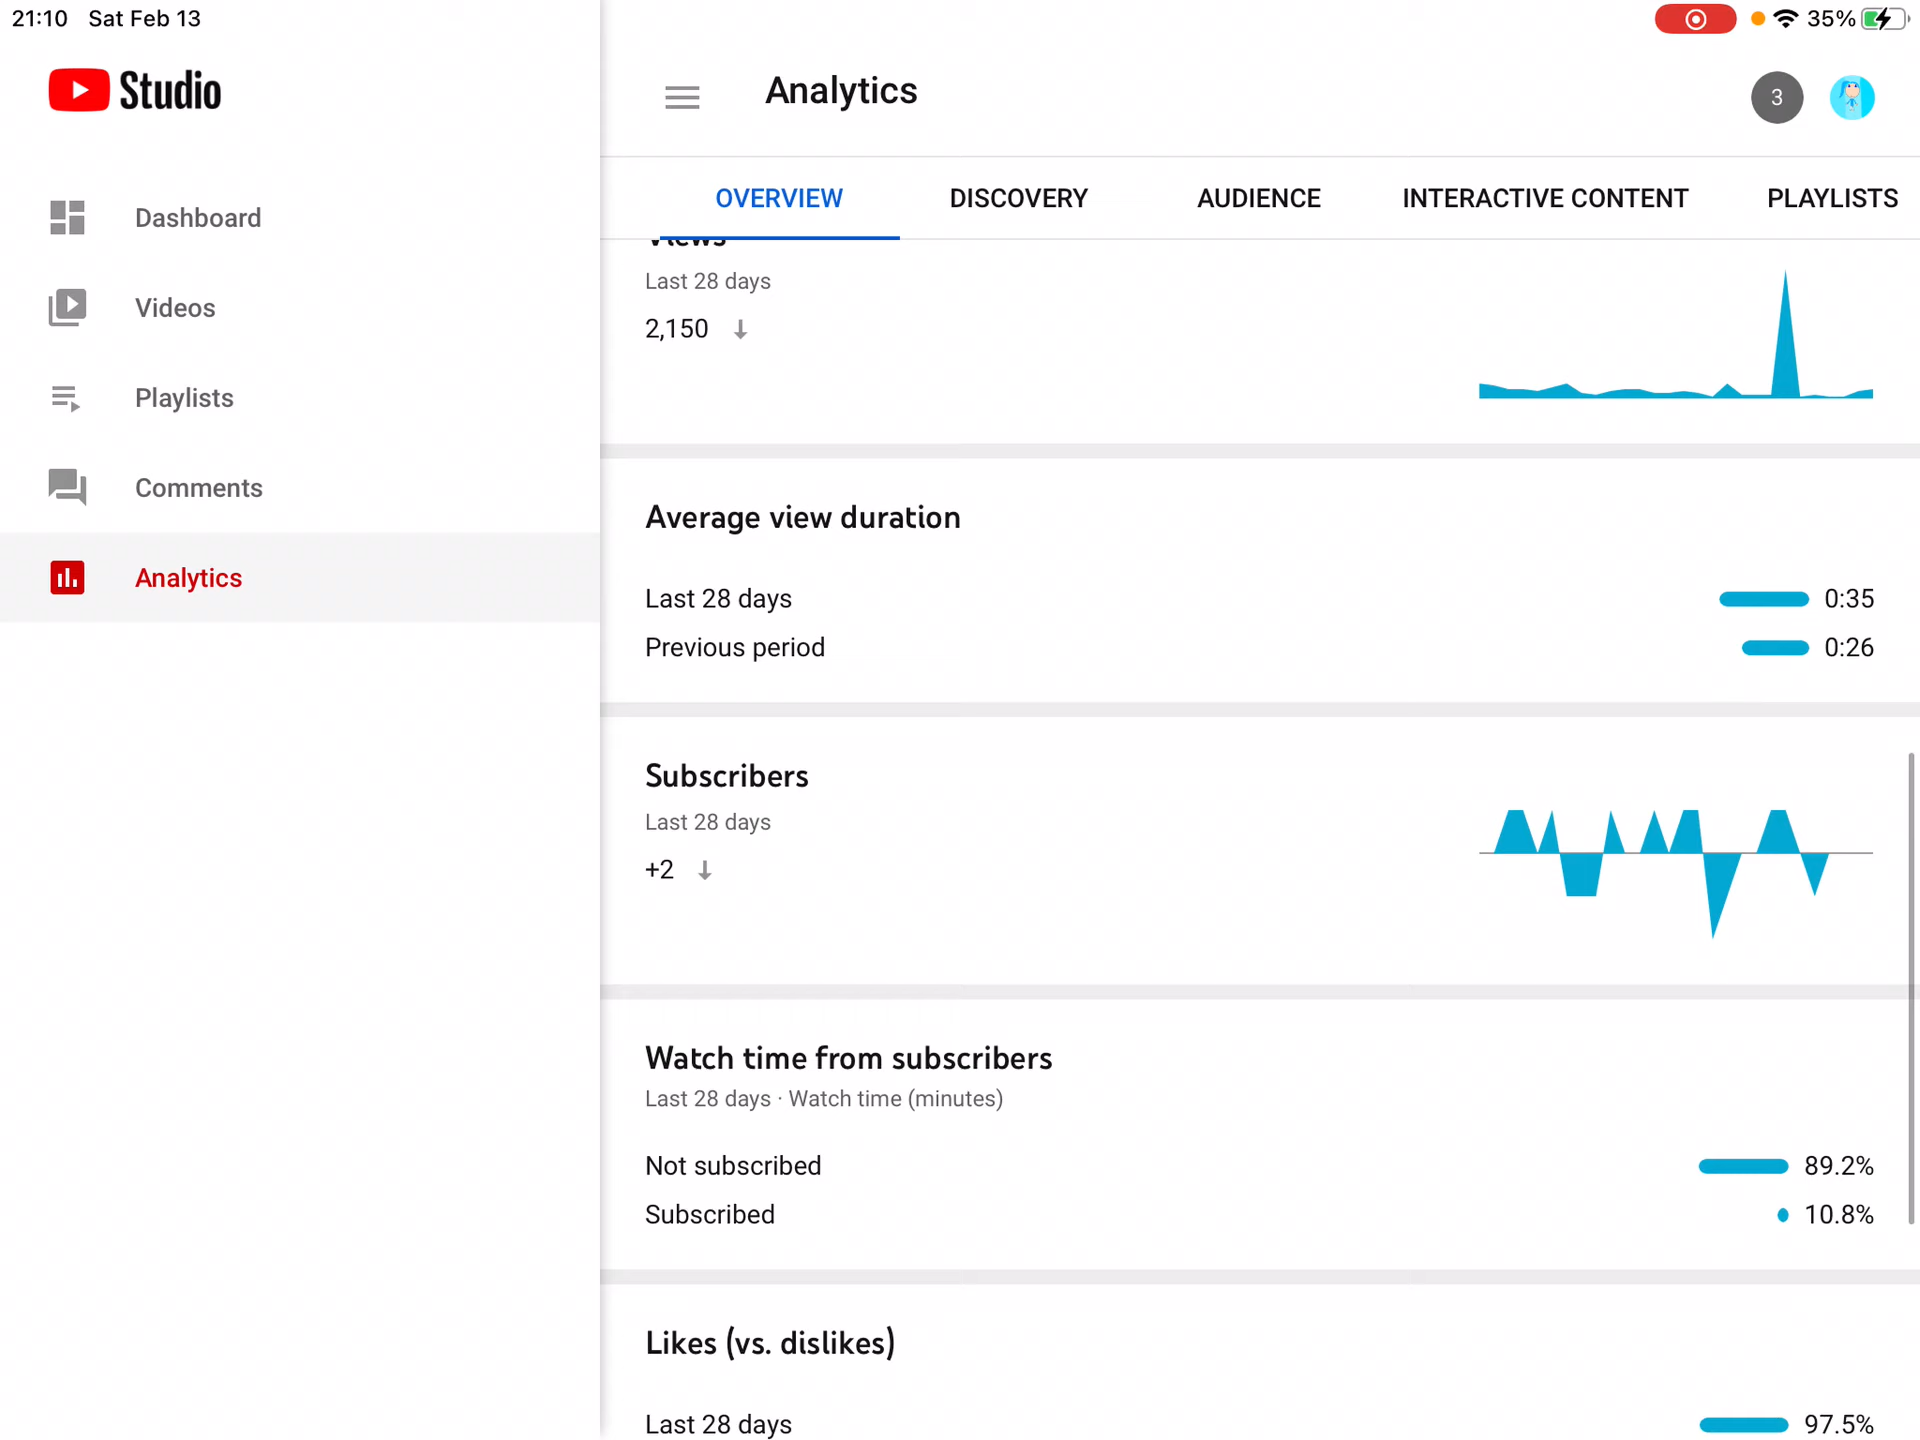 21:10 Sat Feb 13
35%
Studio
Analytics
3
Dashboard
Videos
Playlists
Comments
Analytics
OVERVIEW DISCOVERY AUDIENCE INTERACTIVE CONTENT PLAYLISTS
Views
Last 28 days
2,150
Average view duration
Last 28 days 0:35
Previous period 0:26
Subscribers
Last 28 days
+2
Watch time from subscribers
Last 28 days · Watch time (minutes)
Not subscribed 89.2%
Subscribed 10.8%
Likes (vs. dislikes)
Last 28 days 97.5%